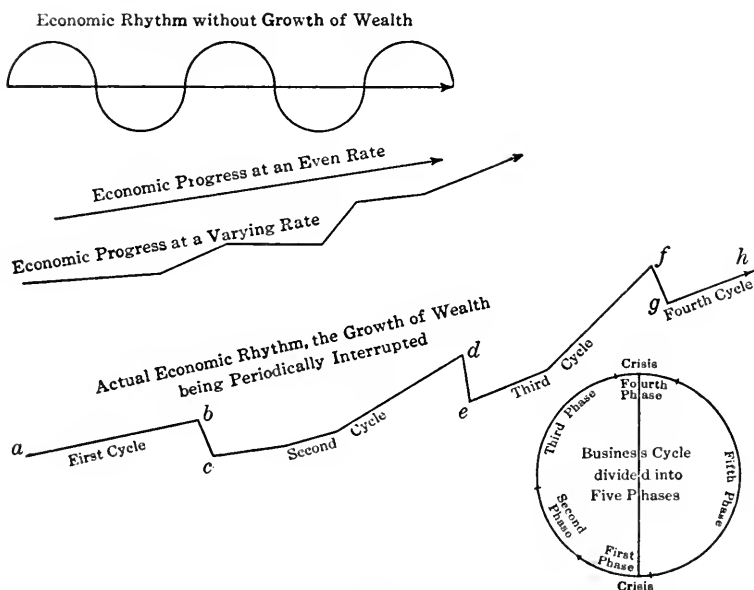 Economic Rhythm without Growth of Wealth
Economic Progress at an Even Rate
Economic Progress at a Varying Rate
Actual Economic Rhythm, the Growth of Wealth
being Periodically Interrupted
a
First Cycle
b
c
Second Cycle
d
e
Third Cycle
f
g
Fourth Cycle
h
Crisis
Fourth
Phase
Third Phase
Business Cycle
divided into
Five Phases
Fifth Phase
Second
Phase
First
Phase
Crisis